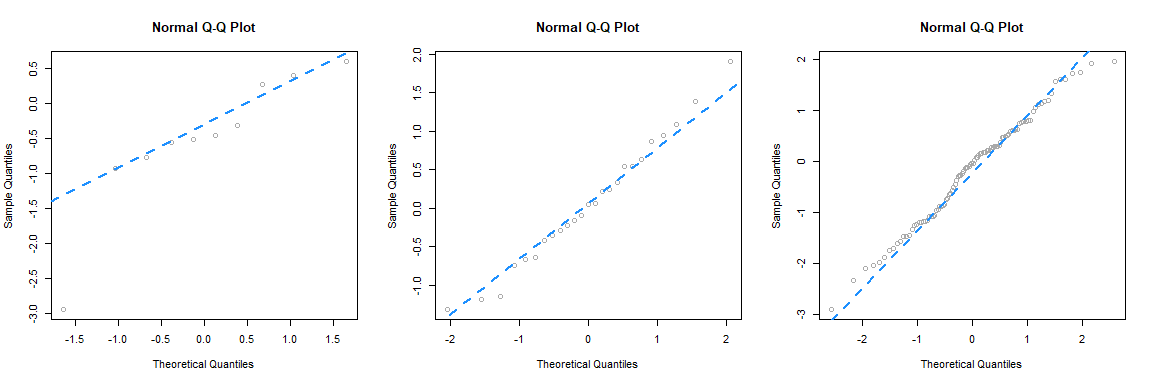 Normal Q-Q Plot
Sample Quantiles
0.5
0.0
-0.5
-1.0
-1.5
-2.0
-2.5
-3.0
-1.5 -1.0 -0.5 0.0 0.5 1.0 1.5
Theoretical Quantiles
Normal Q-Q Plot
Sample Quantiles
2.0
1.5
1.0
0.5
0.0
-0.5
-1.0
-2 -1 0 1 2
Theoretical Quantiles
Normal Q-Q Plot
Sample Quantiles
2
1
0
-1
-2
-3
-2 -1 0 1 2
Theoretical Quantiles